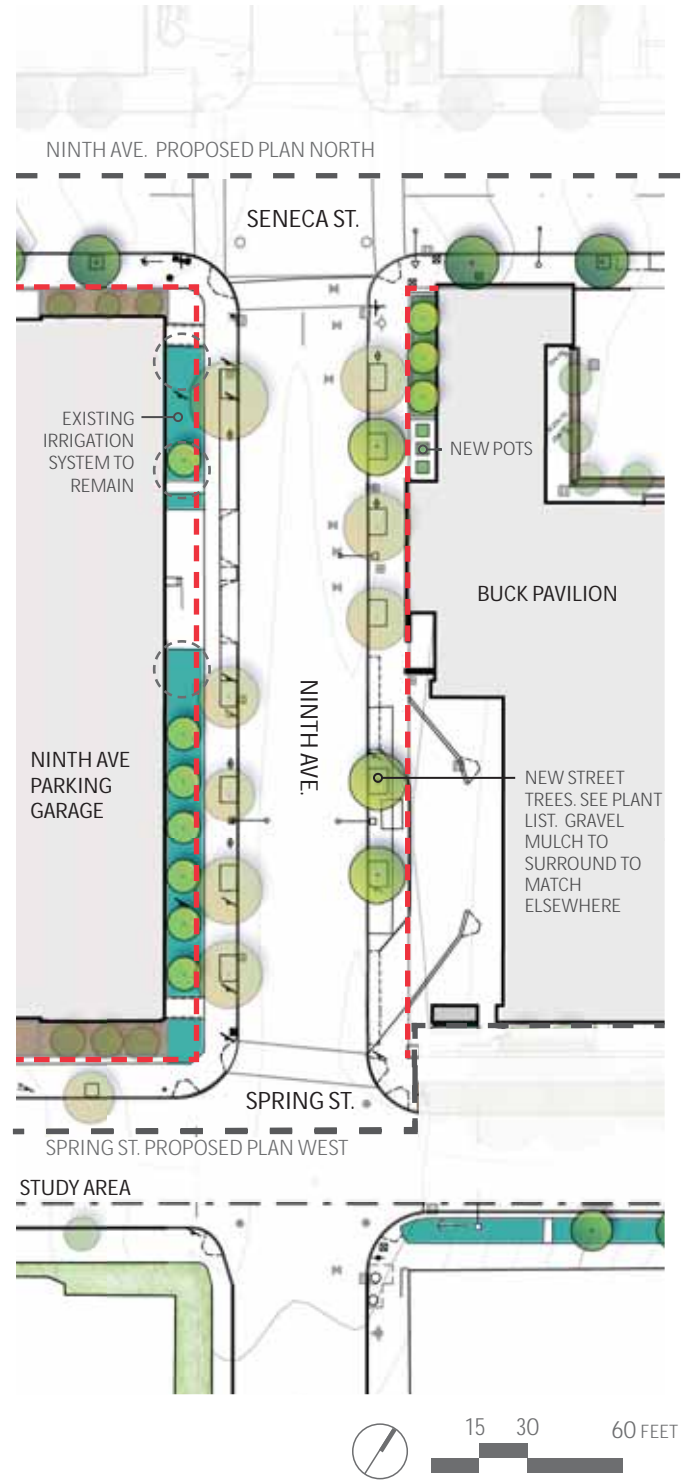 NINTH AVE. PROPOSED PLAN NORTH
SENECA ST.
EXISTING
IRRIGATION
SYSTEM TO
REMAIN
NEW POTS
BUCK PAVILION
NINTH AVE.
NINTH AVE
PARKING
GARAGE
NEW STREET
TREES. SEE PLANT
LIST. GRAVEL
MULCH TO
SURROUND TO
MATCH
ELSEWHERE
SPRING ST.
SPRING ST. PROPOSED PLAN WEST
STUDY AREA
15 30 60 FEET